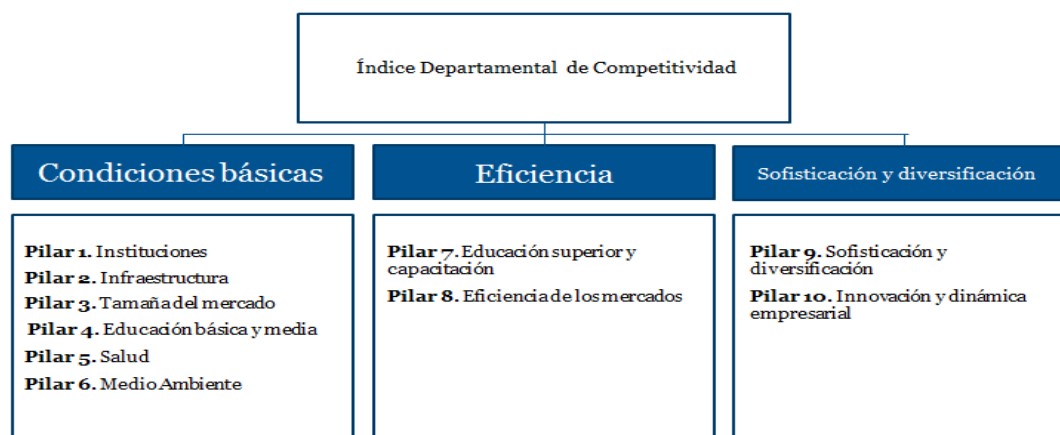 Índice Departamental de Competitividad
Condiciones básicas
Pilar 1. Instituciones
Pilar 2. Infraestructura
Pilar 3. Tamaña del mercado
Pilar 4. Educación básica y media
Pilar 5. Salud
Pilar 6. Medio Ambiente
Eficiencia
Pilar 7. Educación superior y
capacitación
Pilar 8. Eficiencia de los mercados
Sofisticación y diversificación
Pilar 9. Sofisticación y
diversificación
Pilar 10. Innovación y dinámica
empresarial